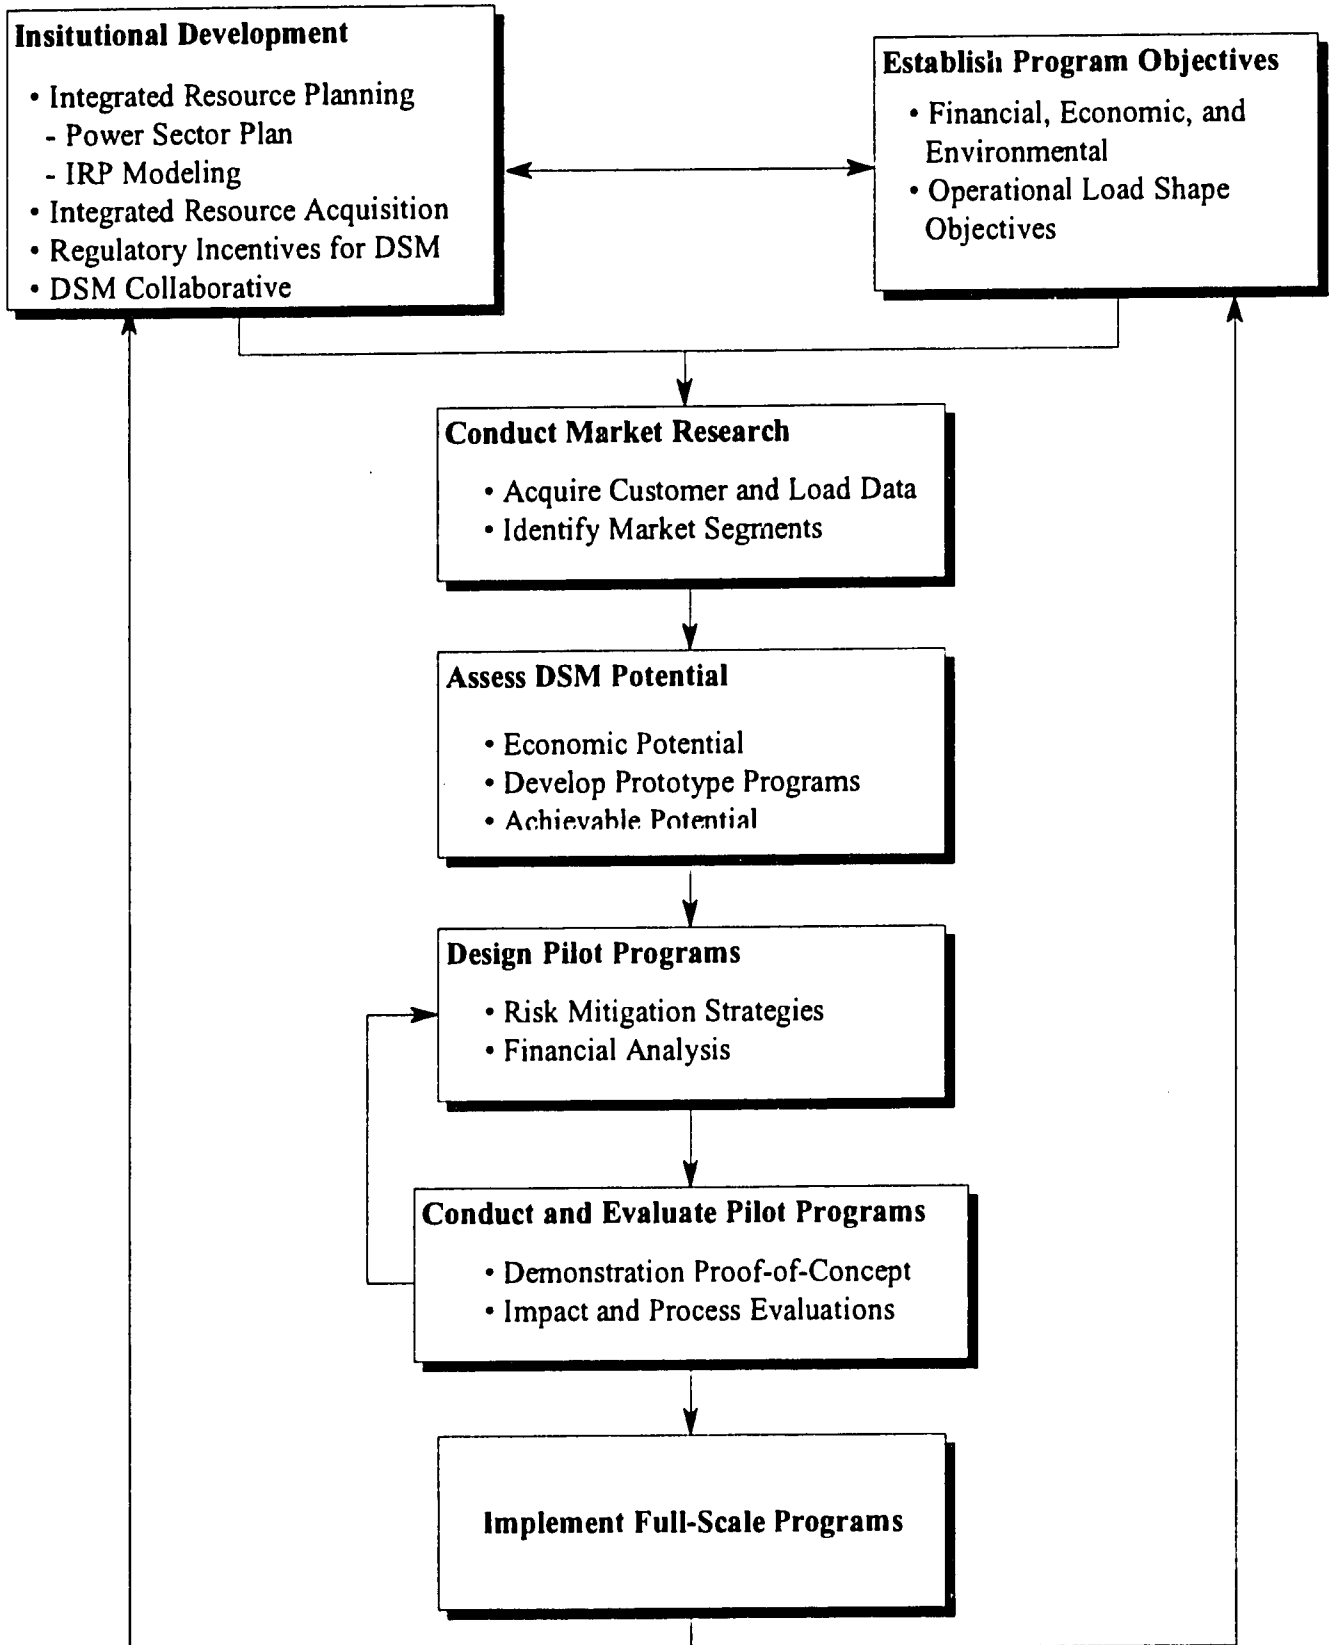 Insitutional Development
• Integrated Resource Planning
- Power Sector Plan
- IRP Modeling
• Integrated Resource Acquisition
• Regulatory Incentives for DSM
• DSM Collaborative
Establish Program Objectives
• Financial, Economic, and
Environmental
• Operational Load Shape
Objectives
Conduct Market Research
• Acquire Customer and Load Data
• Identify Market Segments
Assess DSM Potential
• Economic Potential
• Develop Prototype Programs
• Achievable Potential
Design Pilot Programs
• Risk Mitigation Strategies
• Financial Analysis
Conduct and Evaluate Pilot Programs
• Demonstration Proof-of-Concept
• Impact and Process Evaluations
Implement Full-Scale Programs